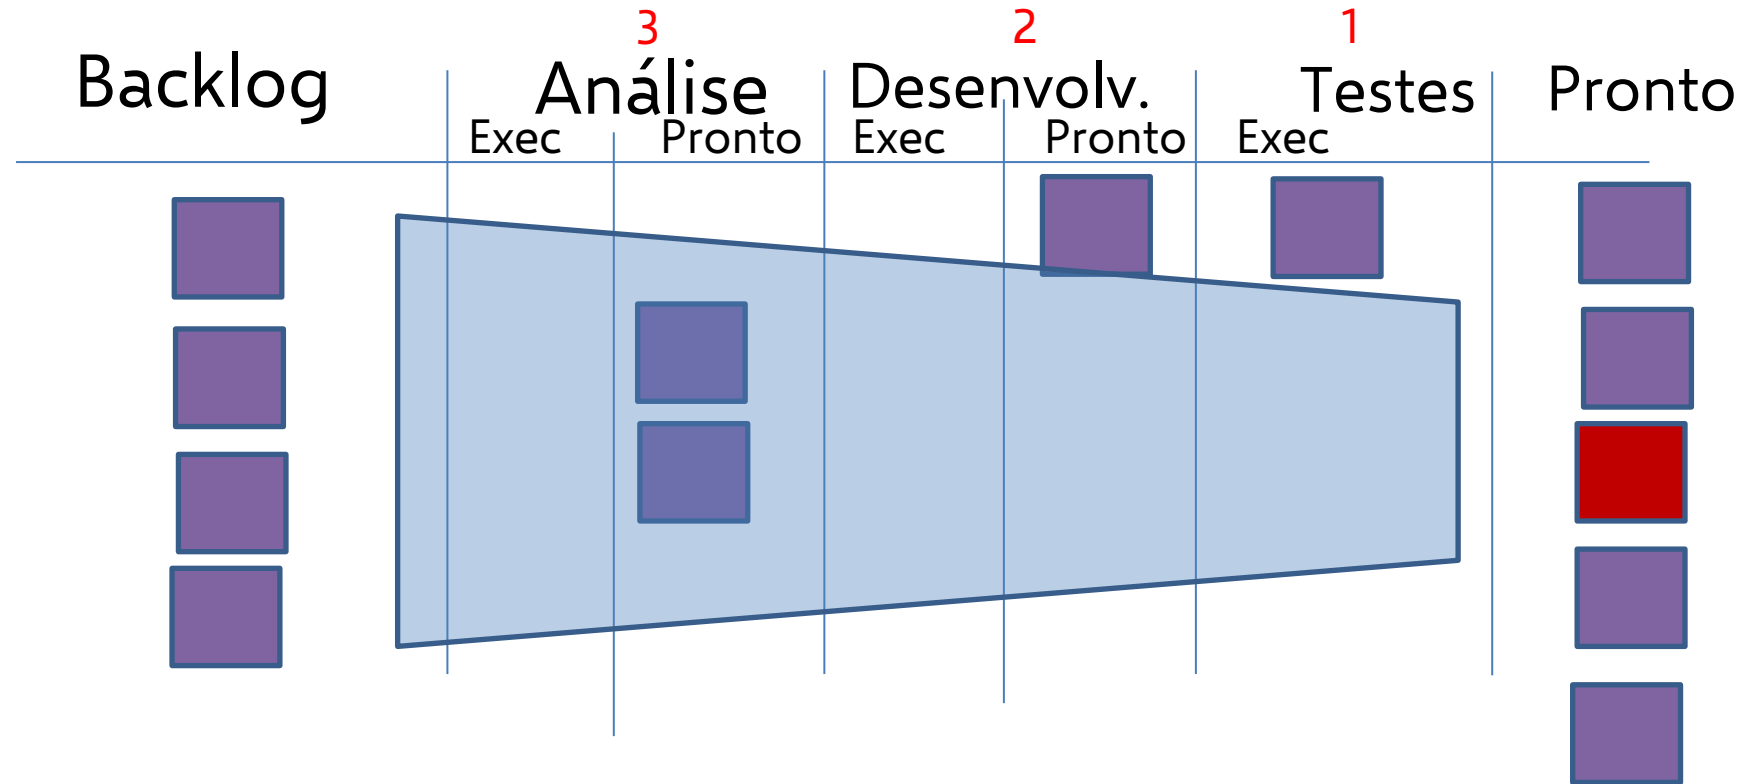 3 2 1
Backlog Análise Desenvolv. Testes Pronto
Exec Pronto Exec Pronto Exec